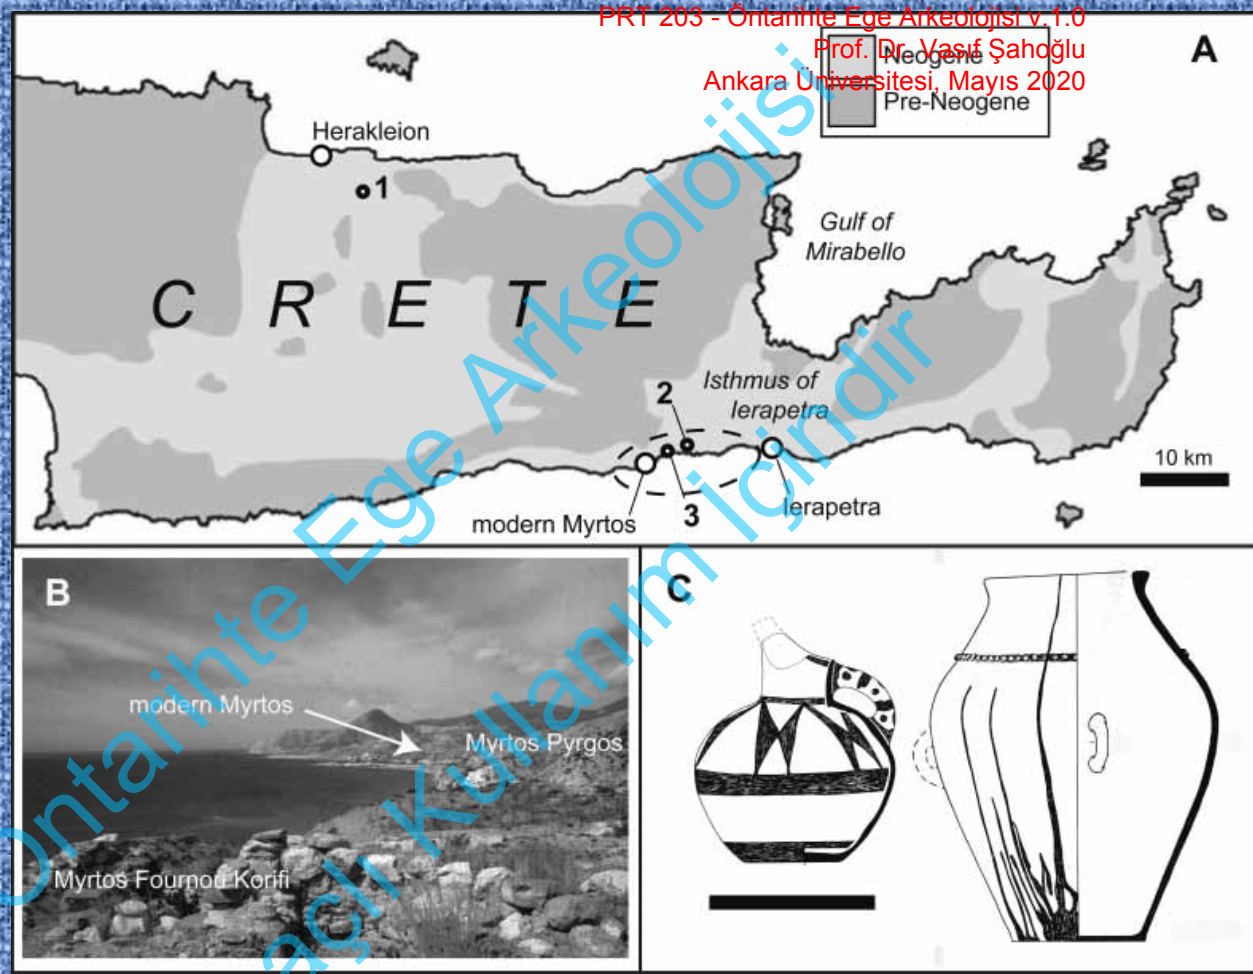 PRT 203 - Öntarihte Ege Arkeolojisi v.1.0
Prof. Dr. Vasıf Şahoğlu
Ankara Üniversitesi, Mayıs 2020
A
Neogene
Pre-Neogene
Herakleion
1
Gulf of
Mirabello
CRETE
Isthmus of
Ierapetra
2
3
modern Myrtos
Ierapetra
10 km
B
modern Myrtos
Myrtos Pyrgos
Myrtos Fournou Korifi
C
Öntarihte Ege Arkeolojisi
açlı Kullanım İçindir